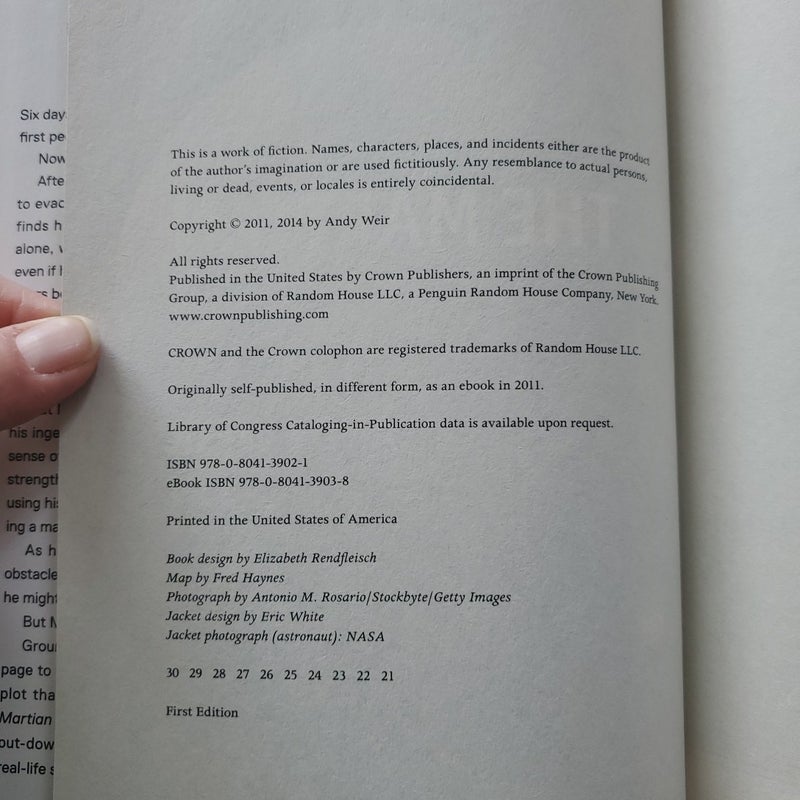 Six day
first pe
Now
Afte
to evac
finds h
alone, w
even if h
rs be
his inge
sense o
strengt
using his
ing a ma
As h
obstacle
he might
But M
Grou
page to
plot tha
Martian
out-dow
real-life s
This is a work of fiction. Names, characters, places, and incidents either are the product
of the author's imagination or are used fictitiously. Any resemblance to actual persons,
living or dead, events, or locales is entirely coincidental.
Copyright © 2011, 2014 by Andy Weir
All rights reserved.
Published in the United States by Crown Publishers, an imprint of the Crown Publishing
Group, a division of Random House LLC, a Penguin Random House Company, New York.
www.crownpublishing.com
CROWN and the Crown colophon are registered trademarks of Random House LLC.
Originally self-published, in different form, as an ebook in 2011.
Library of Congress Cataloging-in-Publication data is available upon request.
ISBN 978-0-8041-3902-1
eBook ISBN 978-0-8041-3903-8
Printed in the United States of America
Book design by Elizabeth Rendfleisch
Map by Fred Haynes
Photograph by Antonio M. Rosario/Stockbyte/Getty Images
Jacket design by Eric White
Jacket photograph (astronaut): NASA
30 29 28 27 26 25 24 23 22 21
First Edition